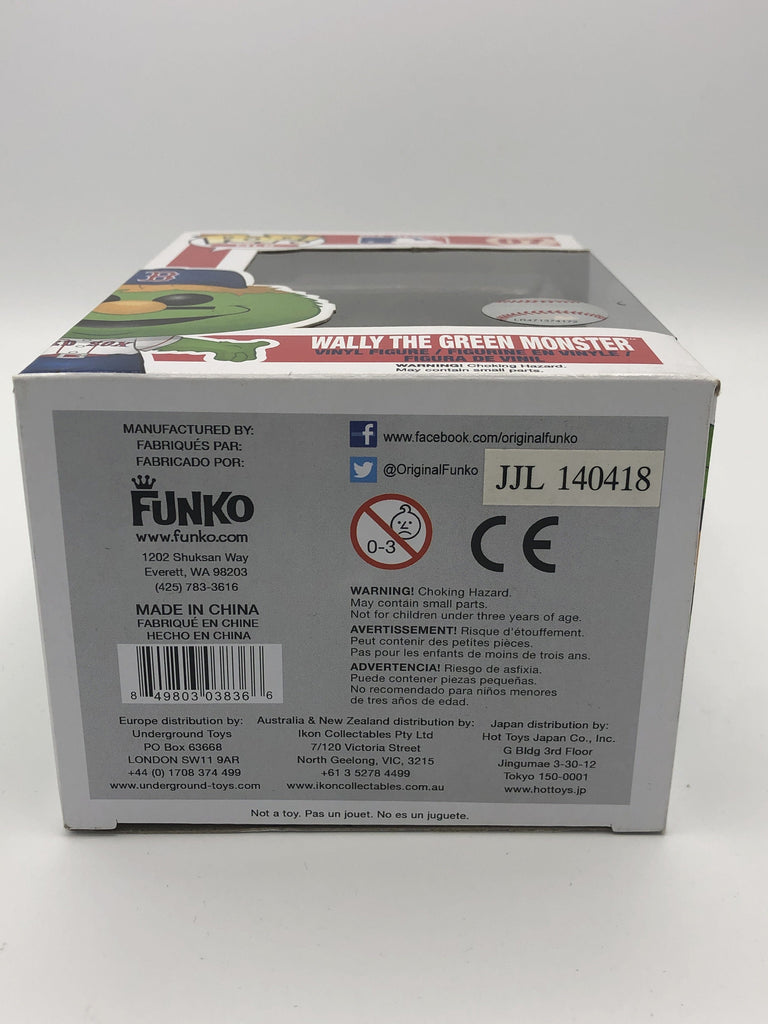 POP!
07
B
WALLY THE GREEN MONSTER
VINYL FIGURE / FIGURINE EN VINYLE /
FIGURA DE VINIL
WARNING! Choking Hazard.
May contain small parts.
MANUFACTURED BY:
FABRIQUÉS PAR:
FABRICADO POR:
FUNKO
www.funko.com
1202 Shuksan Way
Everett, WA 98203
(425) 783-3616
MADE IN CHINA
FABRIQUÉ EN CHINE
HECHO EN CHINA
8 49803 03836 6
f www.facebook.com/originalfunko
@OriginalFunko
JJL 140418
0-3
CE
WARNING! Choking Hazard.
May contain small parts.
Not for children under three years of age.
AVERTISSEMENT! Risque d'étouffement.
Peut contenir des petites pièces.
Pas pour les enfants de moins de trois ans.
ADVERTENCIA! Riesgo de asfixia.
Puede contener piezas pequeñas.
No recomendado para niños menores
de tres años de edad.
Europe distribution by:
Underground Toys
PO Box 63668
LONDON SW11 9AR
+44 (0) 1708 374 499
www.underground-toys.com
Australia & New Zealand distribution by:
Ikon Collectables Pty Ltd
7/120 Victoria Street
North Geelong, VIC, 3215
+61 3 5278 4499
www.ikoncollectables.com.au
Japan distribution by:
Hot Toys Japan Co., Inc.
G Bldg 3rd Floor
Jingumae 3-30-12
Tokyo 150-0001
www.hottoys.jp
Not a toy. Pas un jouet. No es un juguete.